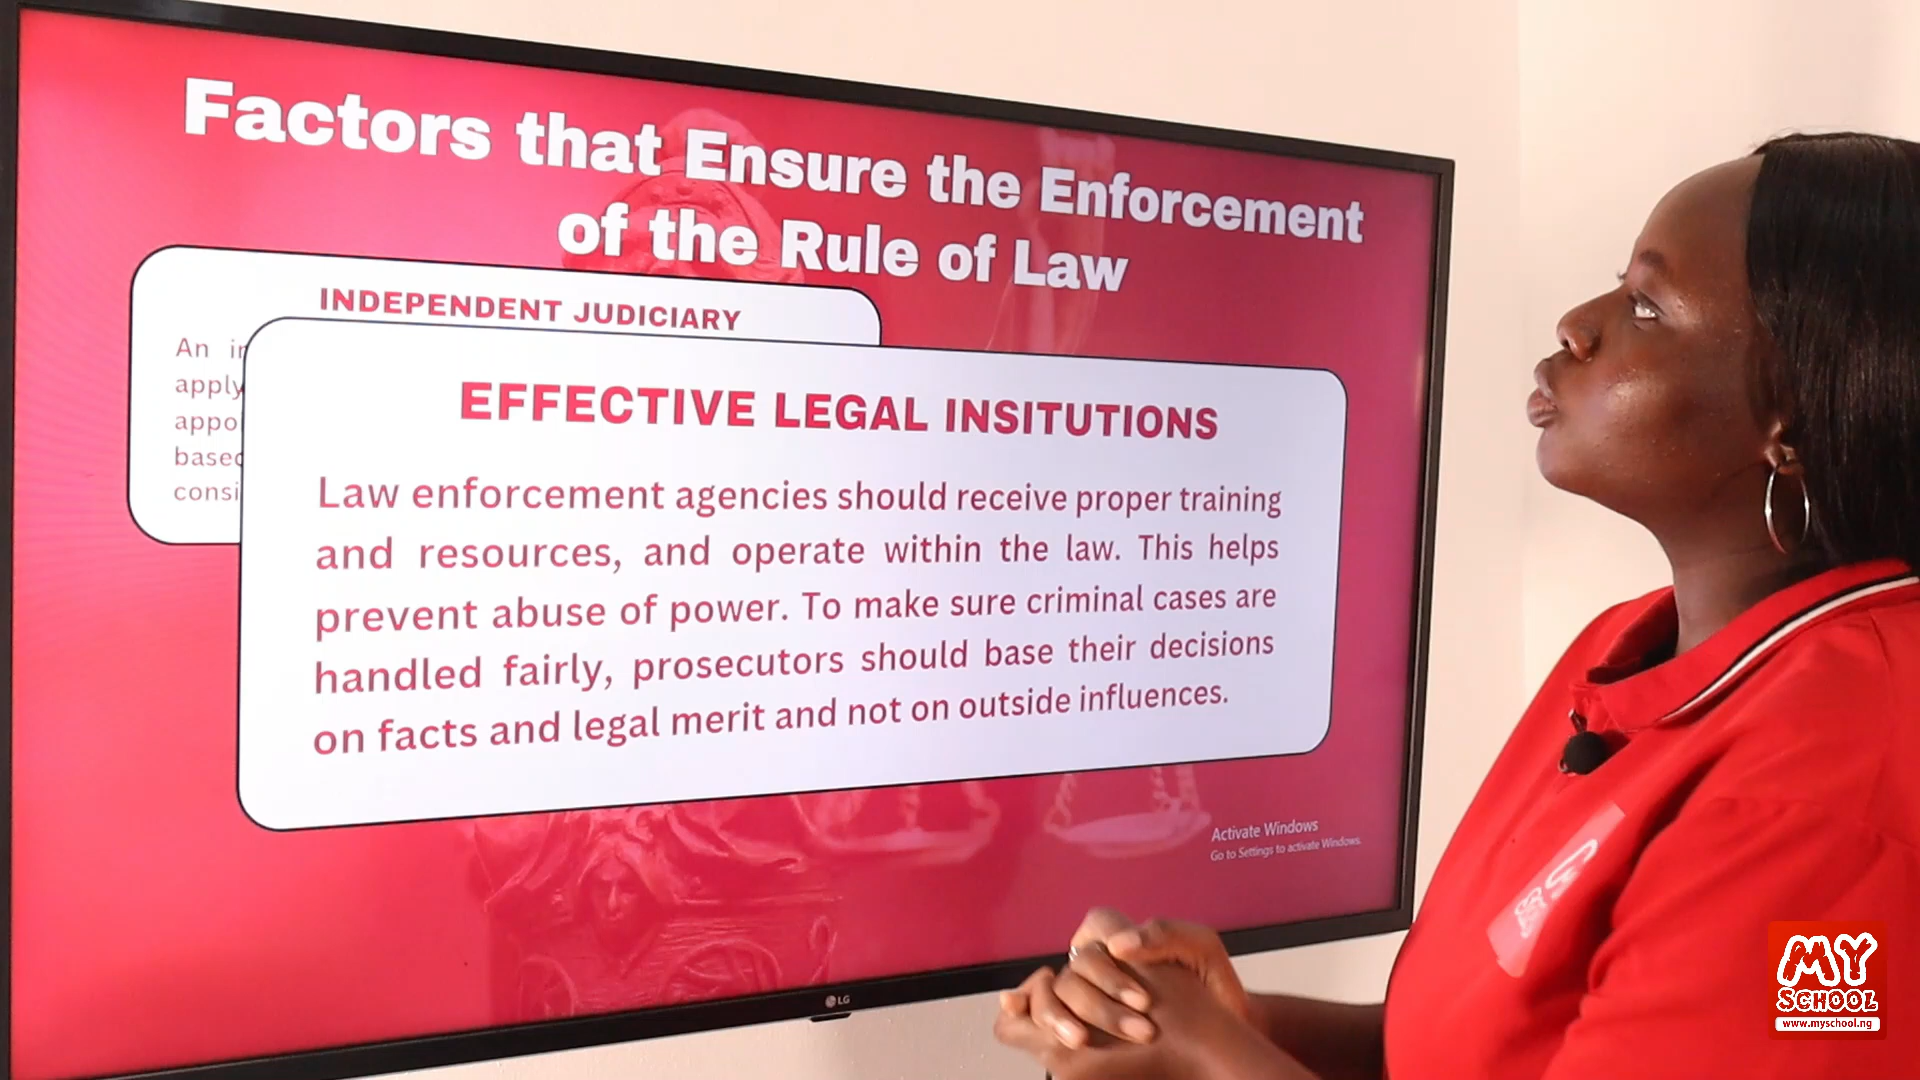 Factors that Ensure the Enforcement
of the Rule of Law
INDEPENDENT JUDICIARY
An
apply
based
EFFECTIVE LEGAL INSITUTIONS
Law enforcement agencies should receive proper training
and resources, and operate within the law. This helps
prevent abuse of power. To make sure criminal cases are
handled fairly, prosecutors should base their decisions
on facts and legal merit and not on outside influences.
Activate Windows
Go to Settings to activate Windows.
LG
MY
SCHOOL
www.myschool.ng